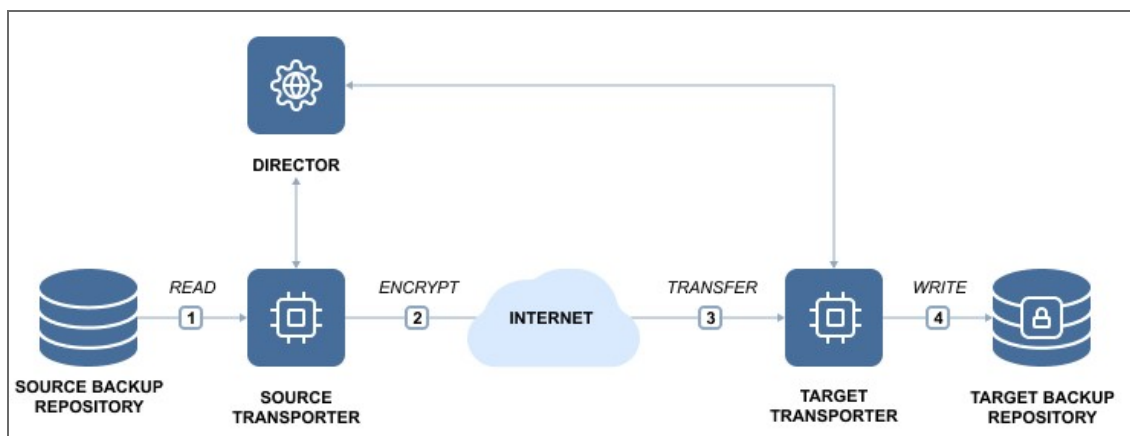 DIRECTOR
READ
1
ENCRYPT
2
INTERNET
TRANSFER
3
WRITE
4
SOURCE BACKUP
REPOSITORY
SOURCE
TRANSPORTER
TARGET
TRANSPORTER
TARGET BACKUP
REPOSITORY